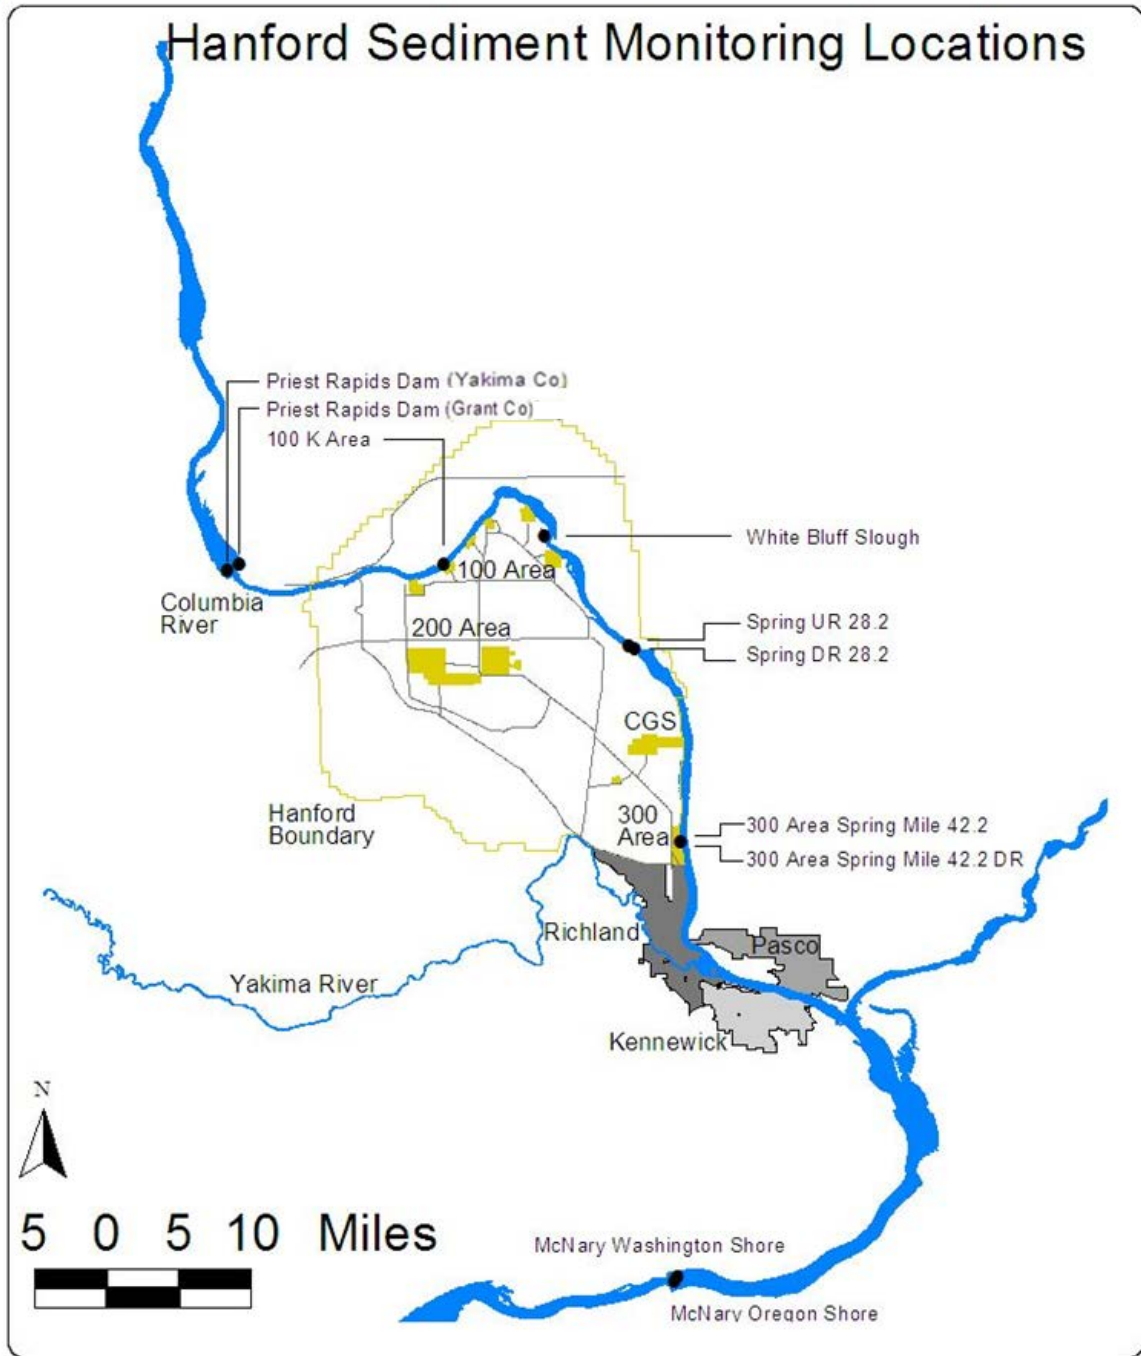 Hanford Sediment Monitoring Locations
Priest Rapids Dam (Yakima Co)
Priest Rapids Dam (Grant Co)
100 K Area
White Bluff Slough
100 Area
Columbia
River
200 Area
Spring UR 28.2
Spring DR 28.2
CGS
Hanford
Boundary
300
Area
300 Area Spring Mile 42.2
300 Area Spring Mile 42.2 DR
Richland
Pasco
Yakima River
Kennewick
N
5 0 5 10 Miles
McNary Washington Shore
McNary Oregon Shore